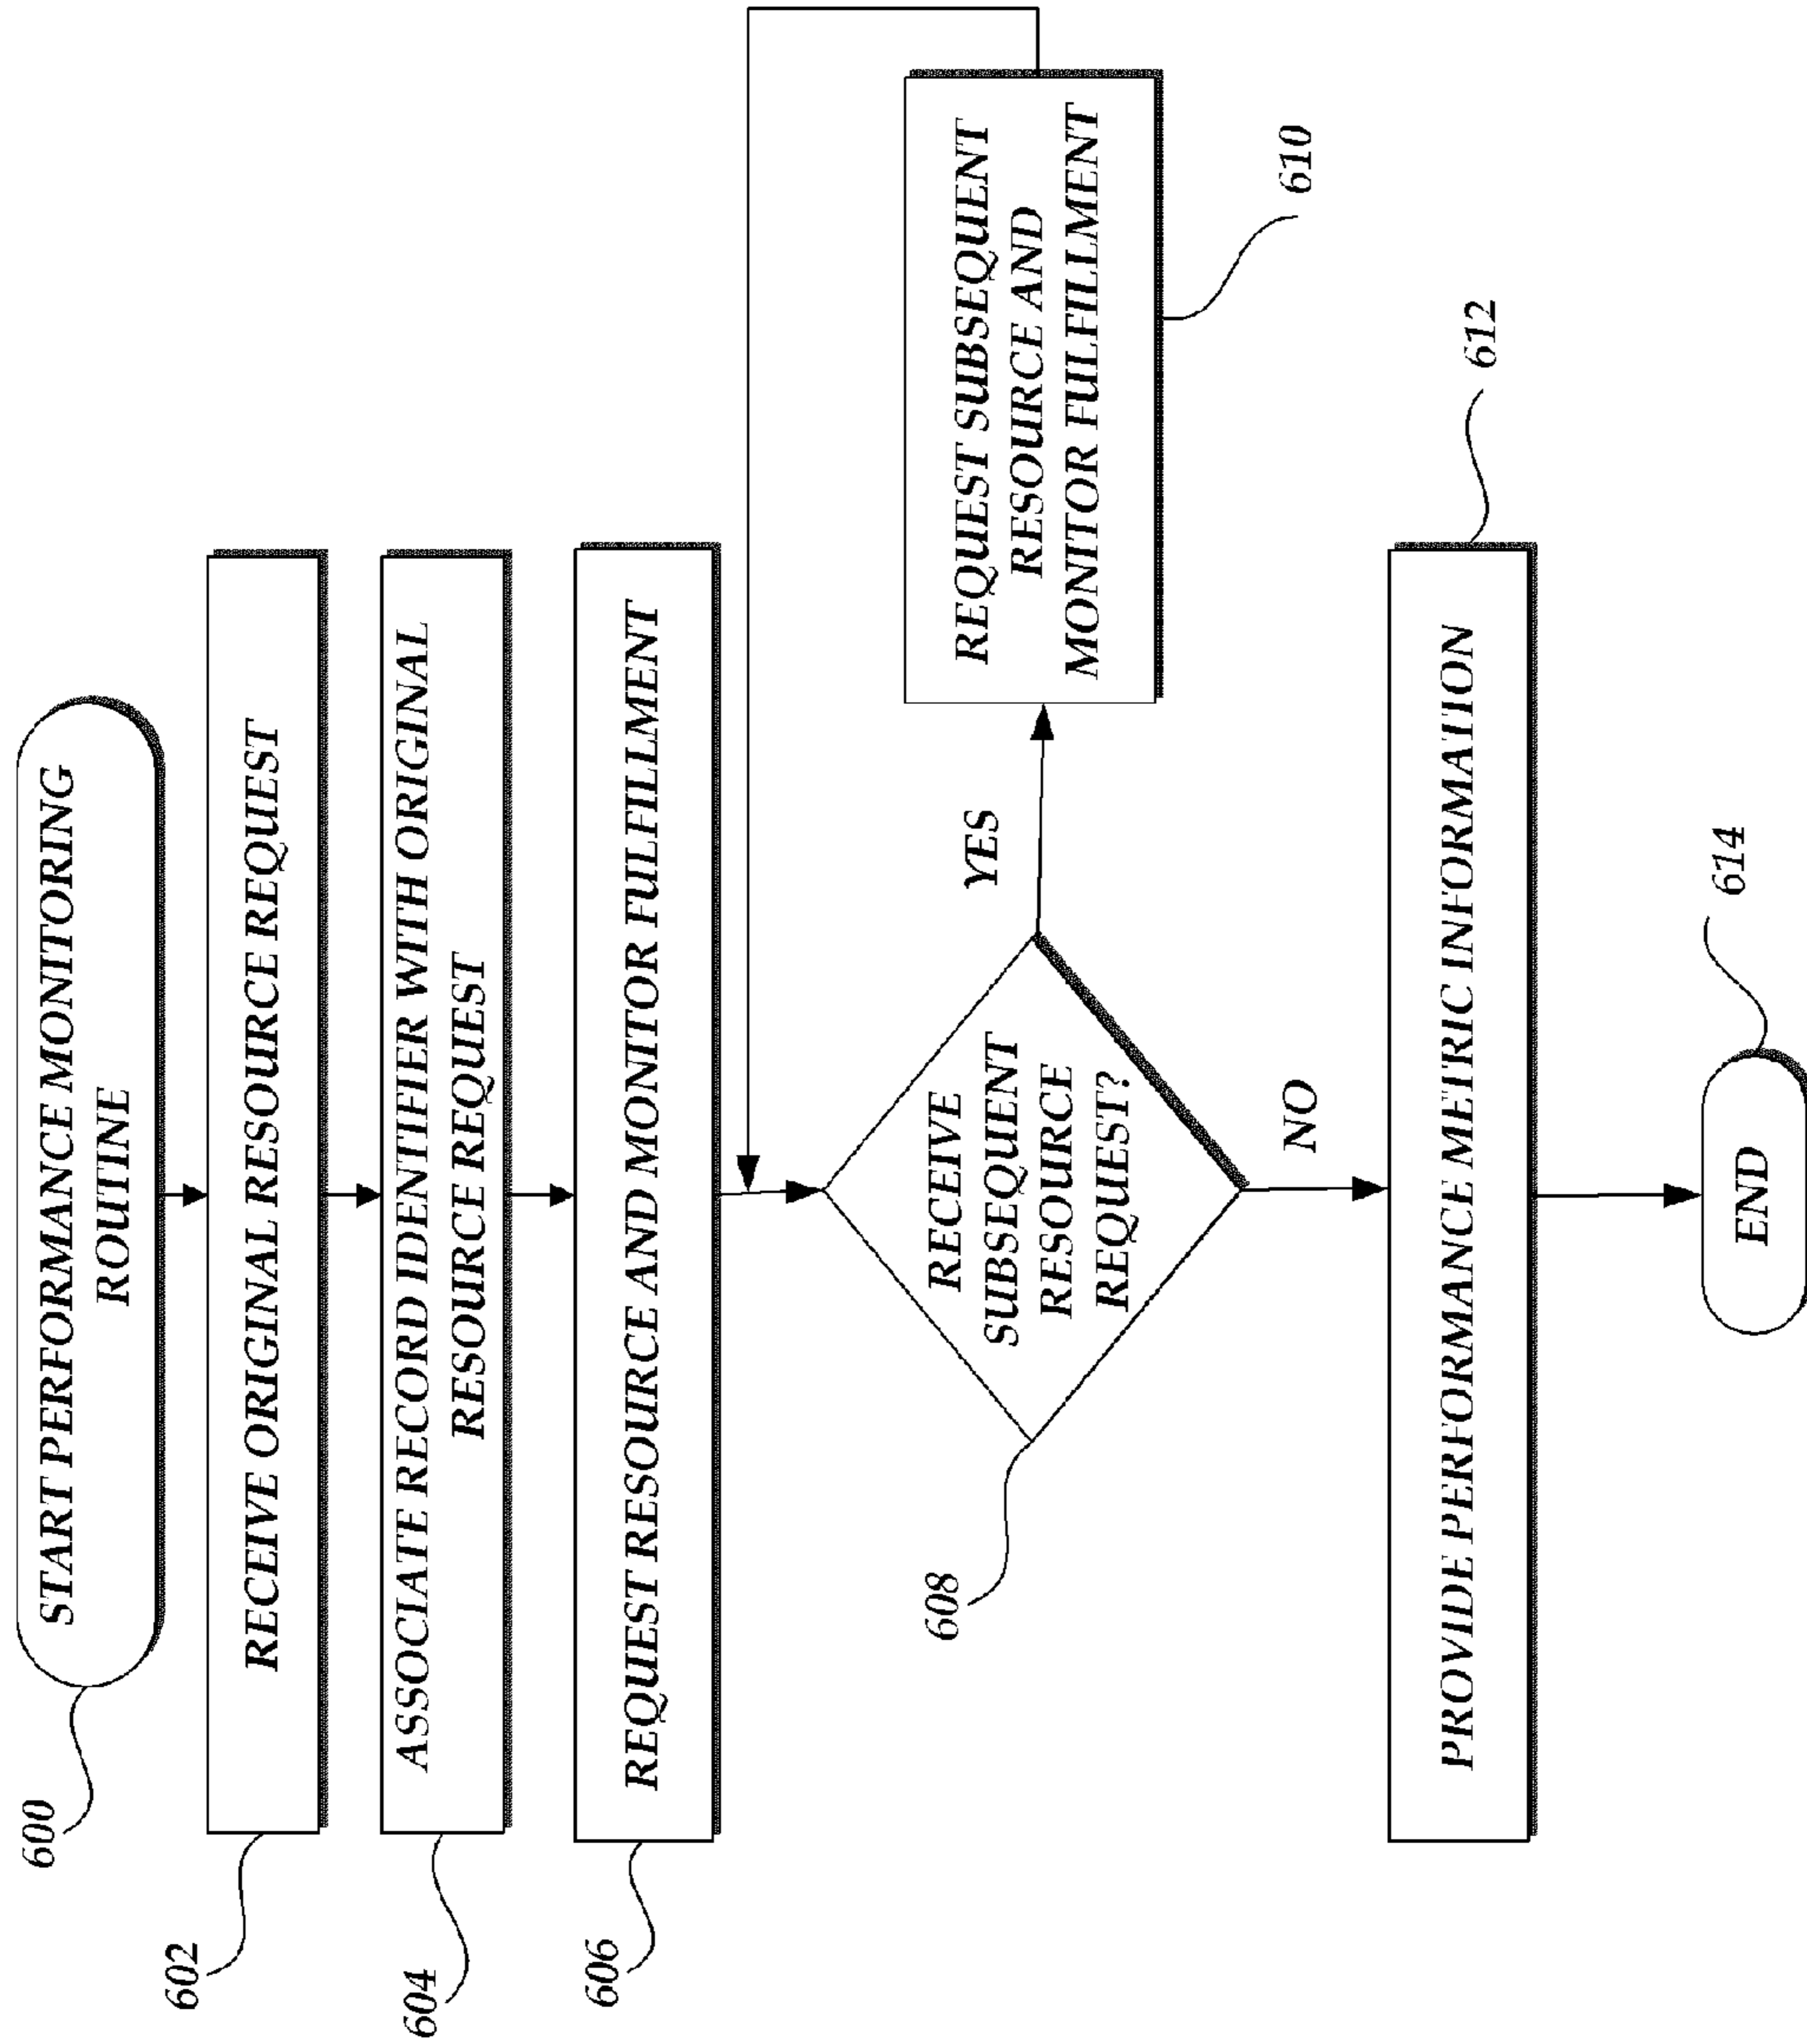 600
START PERFORMANCE MONITORING
ROUTINE
602
RECEIVE ORIGINAL RESOURCE REQUEST
604
ASSOCIATE RECORD IDENTIFIER WITH ORIGINAL
RESOURCE REQUEST
606
REQUEST RESOURCE AND MONITOR FULFILLMENT
608
RECEIVE
SUBSEQUENT
RESOURCE
REQUEST?
YES
REQUEST SUBSEQUENT
RESOURCE AND
MONITOR FULFILLMENT
610
NO
612
PROVIDE PERFORMANCE METRIC INFORMATION
614
END